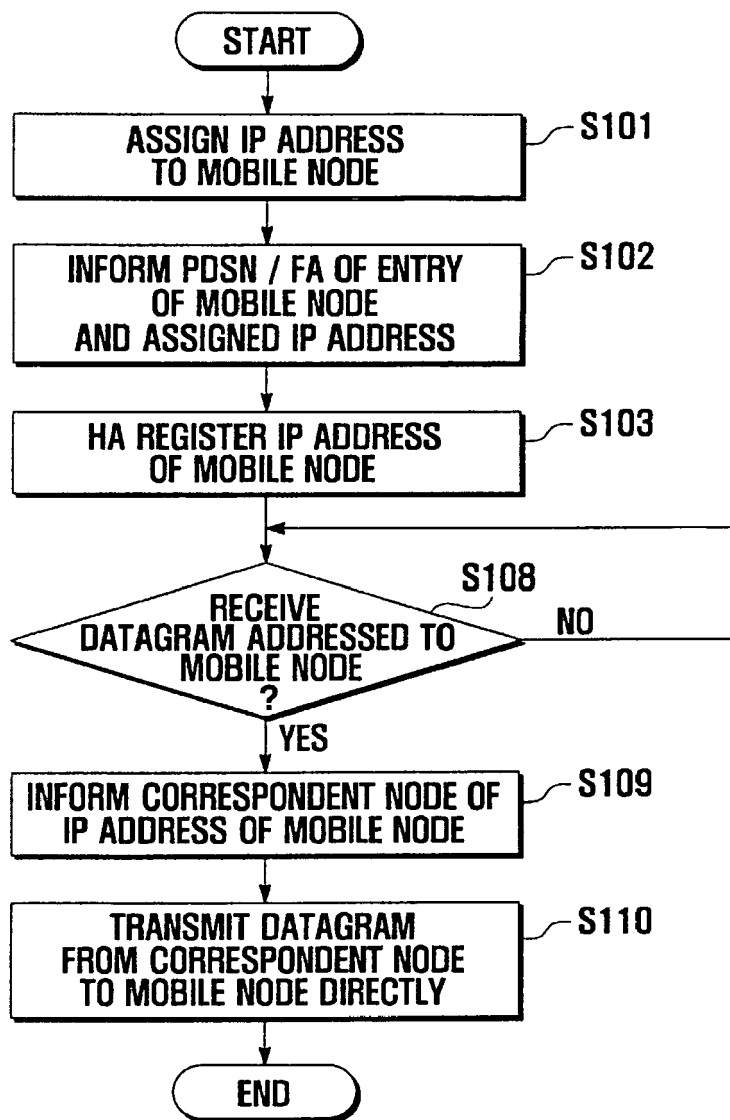 START
ASSIGN IP ADDRESS
TO MOBILE NODE
S101
INFORM PDSN / FA OF ENTRY
OF MOBILE NODE
AND ASSIGNED IP ADDRESS
S102
HA REGISTER IP ADDRESS
OF MOBILE NODE
S103
S108
RECEIVE
DATAGRAM ADDRESSED TO
MOBILE NODE
?
NO
YES
INFORM CORRESPONDENT NODE OF
IP ADDRESS OF MOBILE NODE
S109
TRANSMIT DATAGRAM
FROM CORRESPONDENT NODE
TO MOBILE NODE DIRECTLY
S110
END